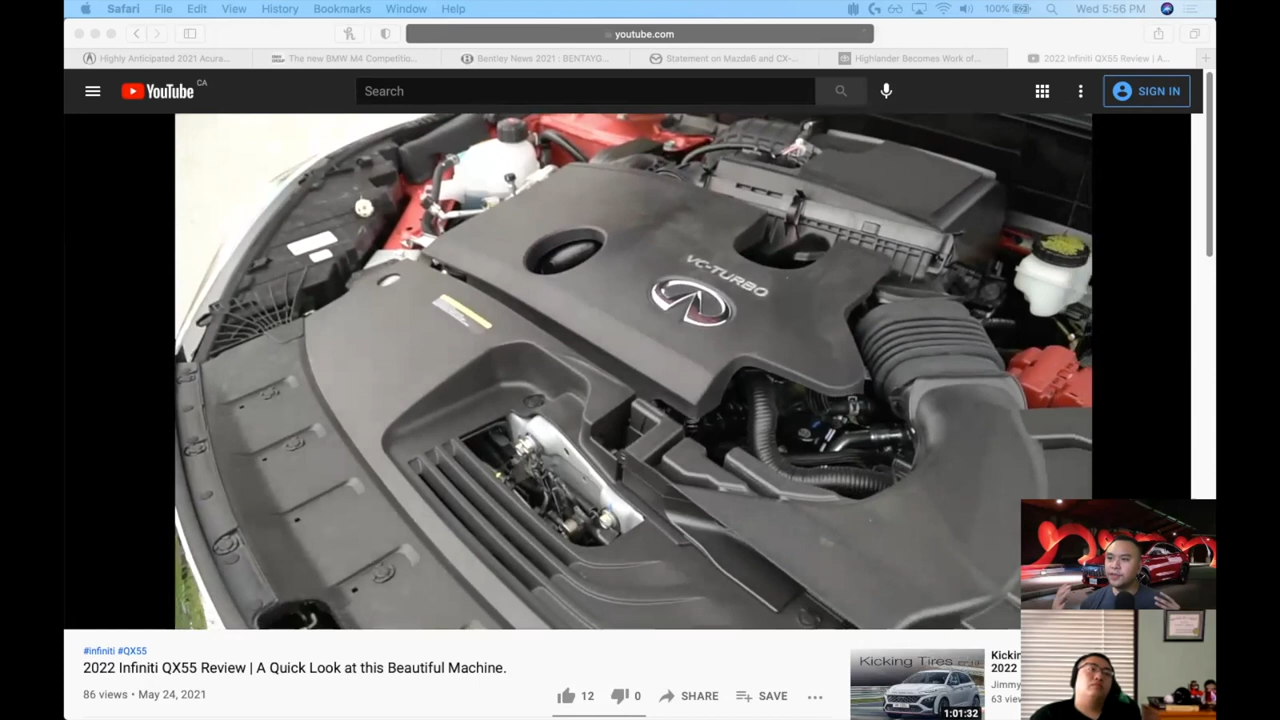 Safari File Edit View History Bookmarks Window Help 100% Wed 5:56 PM
youtube.com
Highly Anticipated 2021 Acura... The new BMW M4 Competitio... Bentley News 2021 : BENTAYG... Statement on Mazda6 and CX-... Highlander Becomes Work of... 2022 Infiniti QX55 Review | A...
YouTube CA Search SIGN IN
VC-TURBO
#infiniti #QX55
2022 Infiniti QX55 Review | A Quick Look at this Beautiful Machine.
86 views • May 24, 2021
12 0 SHARE SAVE
Kicking Tires
1:01:32
Kickin
2022
Jimmy
63 view